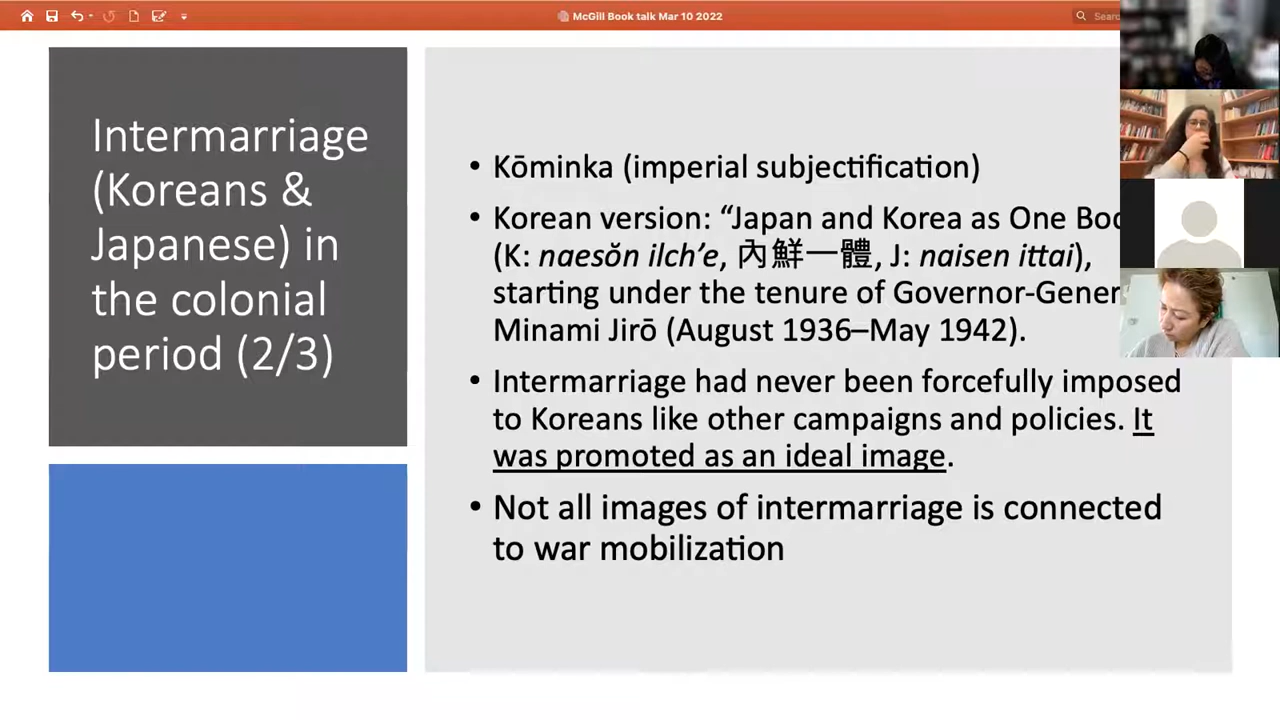 McGill Book talk Mar 10 2022
Intermarriage
(Koreans &
Japanese) in
the colonial
period (2/3)
• Kōminka (imperial subjectification)
• Korean version: “Japan and Korea as One
(K: naesŏn ilch’e, 內鮮一體, J: naisen ittai),
starting under the tenure of
Minami Jirō (August 1936–May 1942).
• Intermarriage had never been forcefully imposed
to Koreans like other campaigns and policies. It
was promoted as an ideal image.
• Not all images of intermarriage is connected
to war mobilization